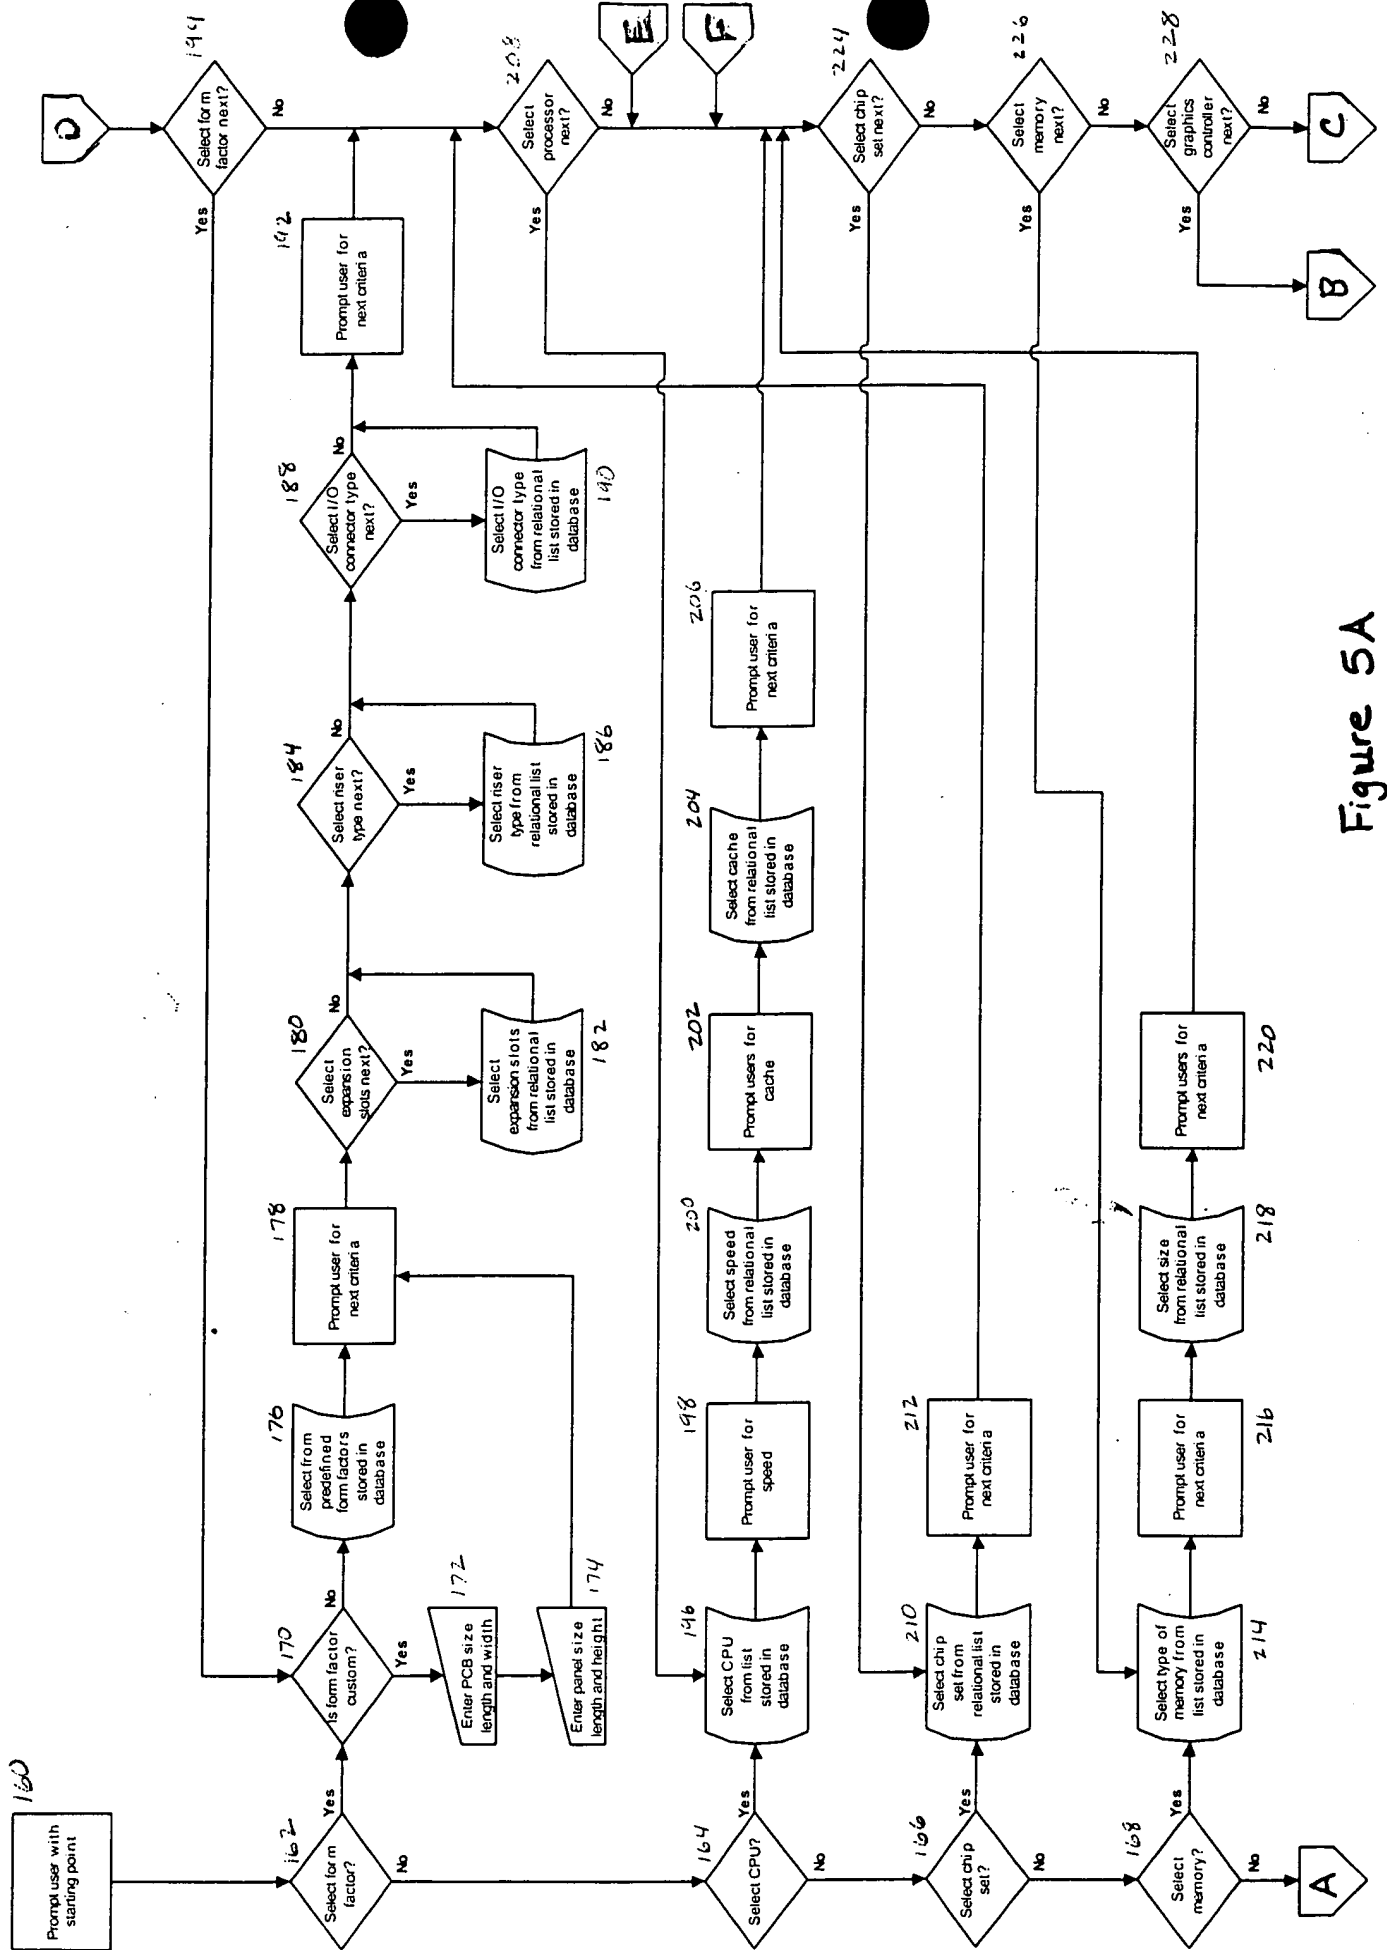 160
Prompt user with
starting point
162
Select form
factor?
Yes
No
170
Is form factor
custom?
No
Yes
172
Enter PCB size
length and width
174
Enter panel size
length and height
176
Select from
predefined
form factors
stored in
database
178
Prompt user for
next criteria
180
Select
expansion
slots next?
No
Yes
182
Select
expansion slots
from relational
list stored in
database
184
Select riser
type next?
No
Yes
186
Select riser
type from
relational list
stored in
database
188
Select I/O
connector type
next?
No
Yes
190
Select I/O
connector type
from relational
list stored in
database
192
Prompt user for
next criteria
D
194
Select form
factor next?
Yes
No
164
Select CPU?
Yes
No
196
Select CPU
from list
stored in
database
198
Prompt user for
speed
200
Select speed
from relational
list stored in
database
202
Prompt users for
cache
204
Select cache
from relational
list stored in
database
206
Prompt user for
next criteria
208
Select
processor
next?
Yes
No
E
F
166
Select chip
set?
Yes
No
210
Select chip
set from
relational list
stored in
database
212
Prompt user for
next criteria
224
Select chip
set next?
Yes
No
168
Select
memory?
Yes
No
214
Select type of
memory from
list stored in
database
216
Prompt user for
next criteria
218
Select size
from relational
list stored in
database
220
Prompt users for
next criteria
226
Select
memory
next?
Yes
No
228
Select
graphics
controller
next?
Yes
No
A
B
C
Figure 5A